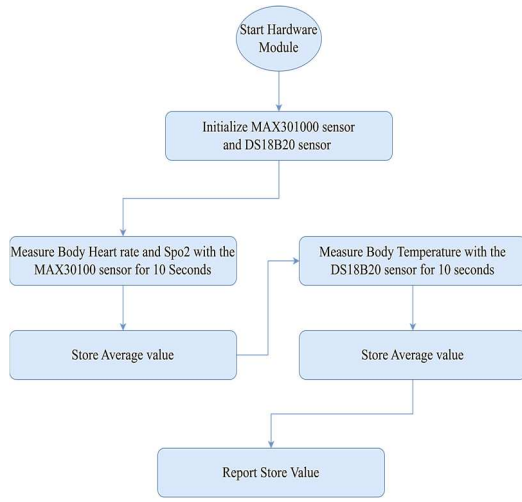 Start Hardware
Module
Initialize MAX301000 sensor
and DS18B20 sensor
Measure Body Heart rate and Spo2 with the
MAX30100 sensor for 10 Seconds
Store Average value
Measure Body Temperature with the
DS18B20 sensor for 10 seconds
Store Average value
Report Store Value